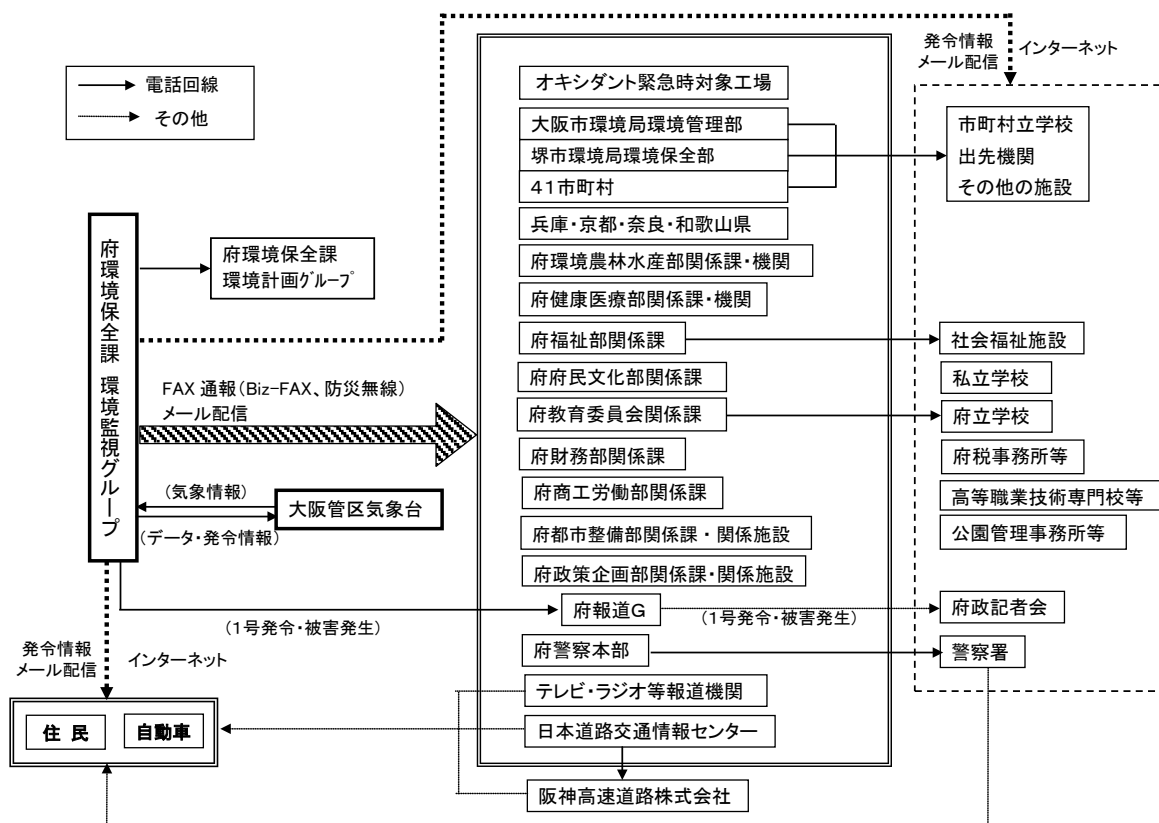 電話回線
その他
発令情報
メール配信
インターネット
オキシダント緊急時対象工場
大阪市環境局環境管理部
堺市環境局環境保全部
41市町村
市町村立学校
出先機関
その他の施設
兵庫・京都・奈良・和歌山県
府環境保全課 環境監視グループ
府環境保全課
環境計画グループ
府環境農林水産部関係課・機関
府健康医療部関係課・機関
府福祉部関係課
社会福祉施設
府府民文化部関係課
私立学校
FAX 通報(Biz-FAX、防災無線)
メール配信
府教育委員会関係課
府立学校
府財務部関係課
府税事務所等
(気象情報)
大阪管区気象台
(データ・発令情報)
府商工労働部関係課
高等職業技術専門校等
府都市整備部関係課・関係施設
公園管理事務所等
府政策企画部関係課・関係施設
府報道G
府政記者会
(1号発令・被害発生)
(1号発令・被害発生)
府警察本部
警察署
発令情報
メール配信
インターネット
テレビ・ラジオ等報道機関
住 民
自動車
日本道路交通情報センター
阪神高速道路株式会社